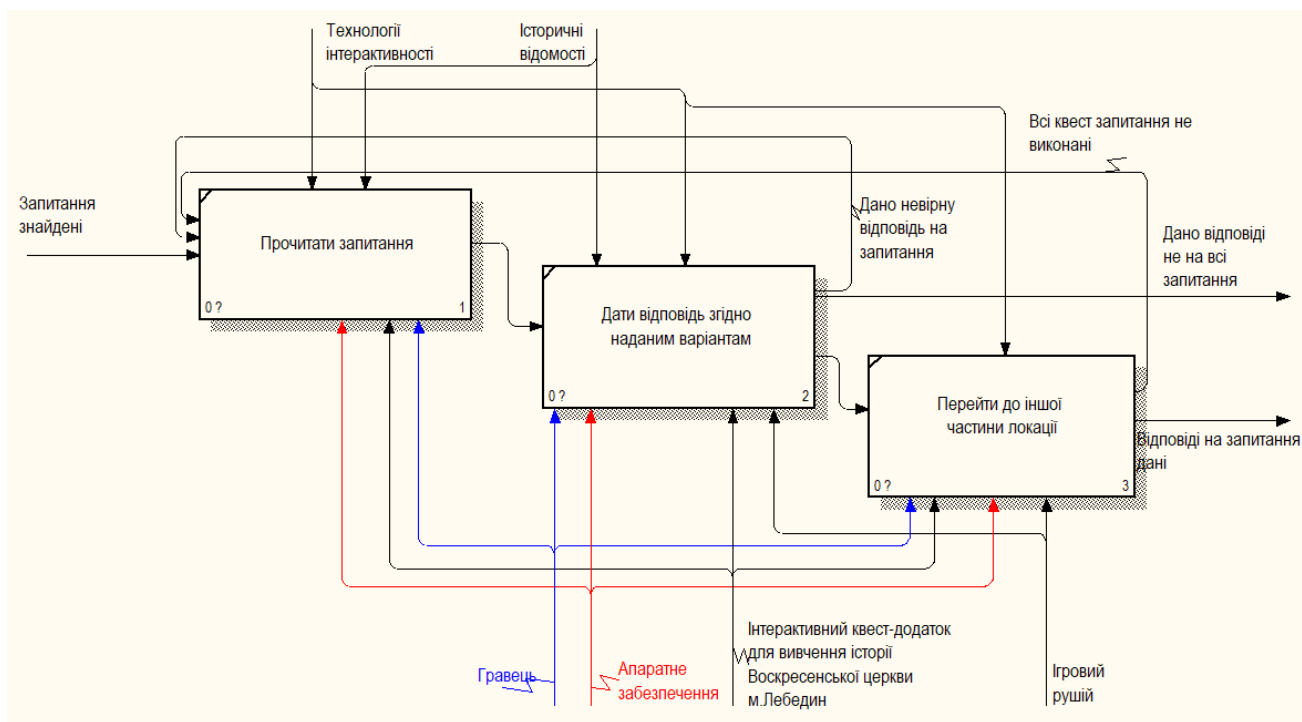 Технології
інтерактивності
Історичні
відомості
Всі квест запитання не
виконані
Запитання
знайдені
Прочитати запитання
0 ?
1
Дано невірну
відповідь на
запитання
Дано відповіді
не на всі
запитання
Дати відповідь згідно
наданим варіантам
0 ?
2
Перейти до іншої
частини локації
0 ?
3
Відповіді на запитання
дані
Гравець
Апаратне
забезпечення
Інтерактивний квест-додаток
для вивчення історії
Воскресенської церкви
м.Лебедин
Ігровий
рушій